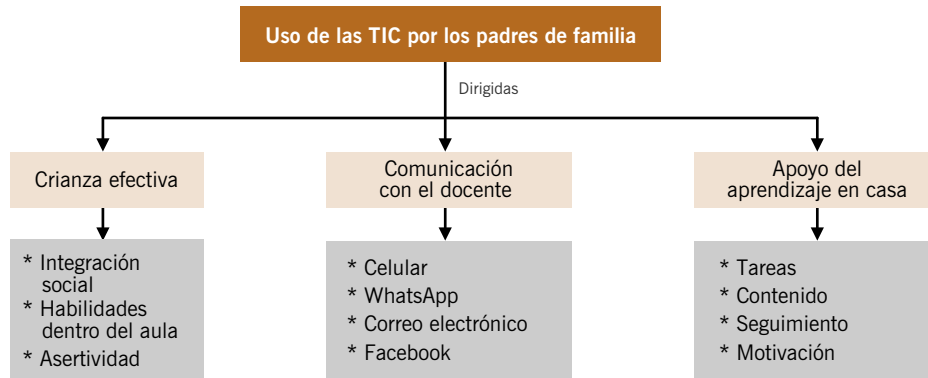 Uso de las TIC por los padres de familia
Dirigidas
Crianza efectiva
* Integración
social
* Habilidades
dentro del aula
* Asertividad
Comunicación
con el docente
* Celular
* WhatsApp
* Correo electrónico
* Facebook
Apoyo del
aprendizaje en casa
* Tareas
* Contenido
* Seguimiento
* Motivación